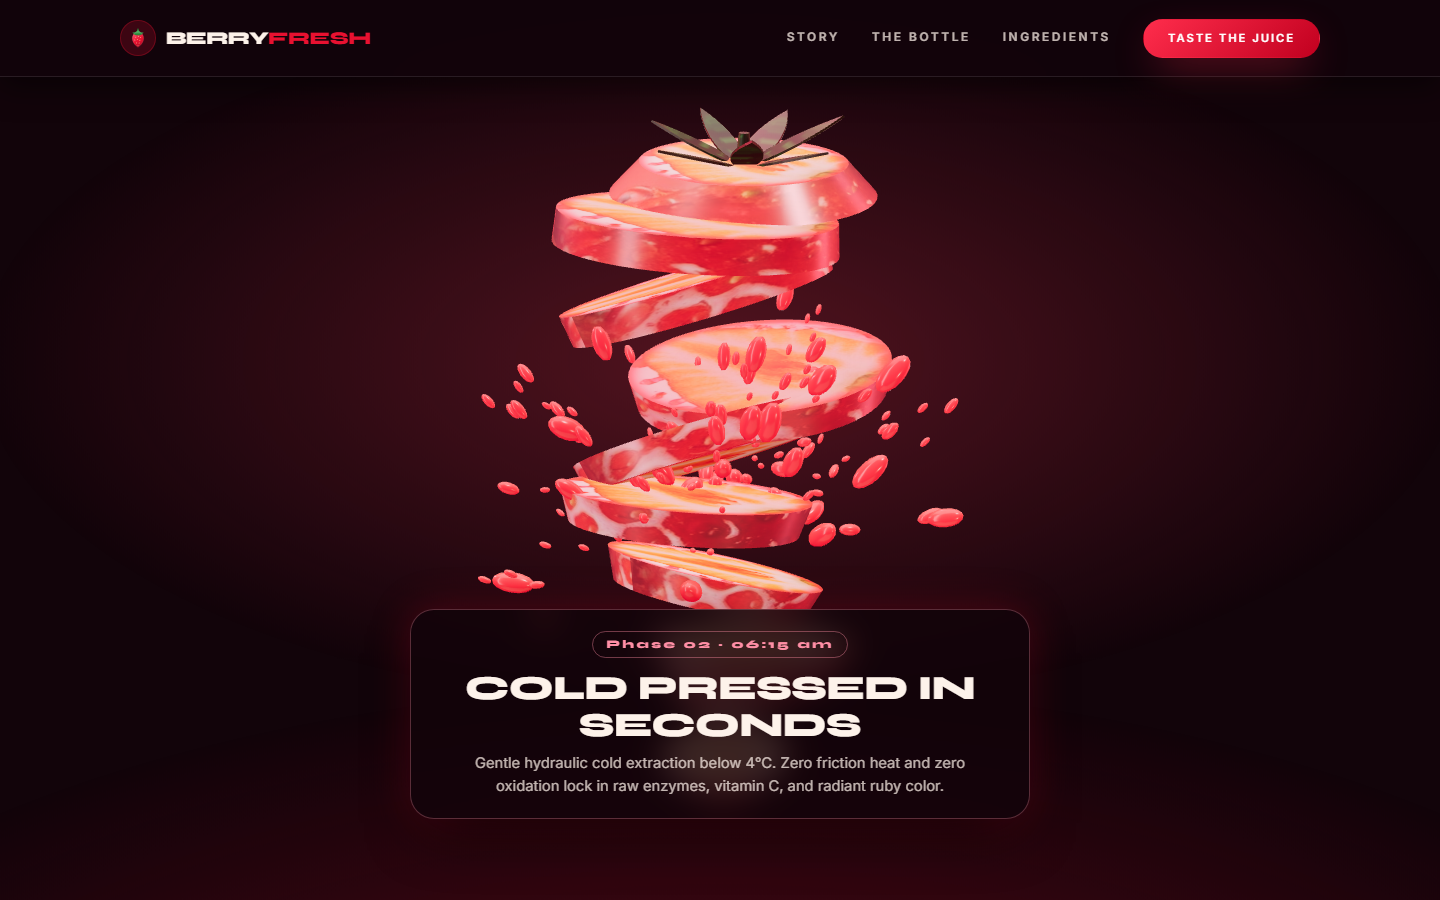 BERRYFRESH
STORY
THE BOTTLE
INGREDIENTS
TASTE THE JUICE
Phase 02 · 06:15 am
COLD PRESSED IN
SECONDS
Gentle hydraulic cold extraction below 4°C. Zero friction heat and zero
oxidation lock in raw enzymes, vitamin C, and radiant ruby color.